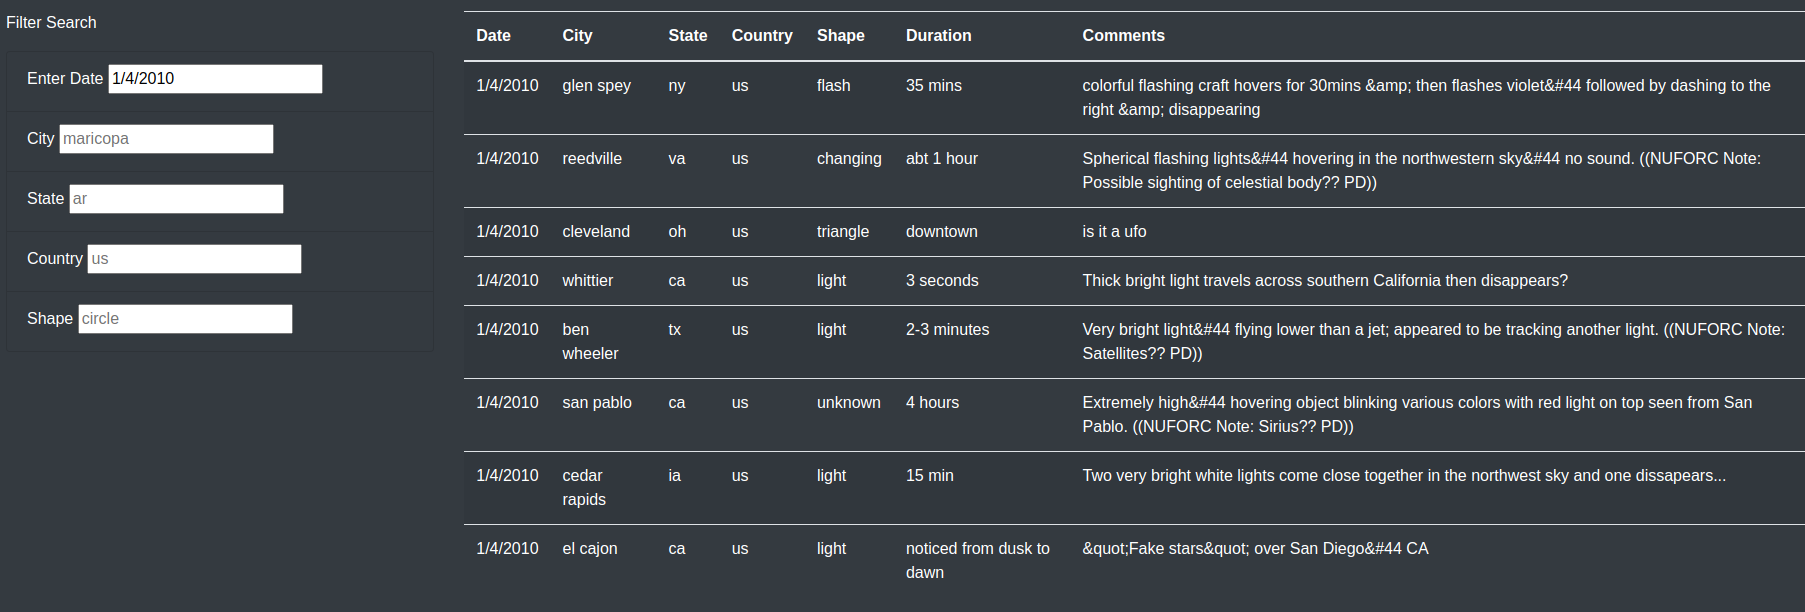 Filter Search
Enter Date 1/4/2010
City maricopa
State ar
Country us
Shape circle
Date City State Country Shape Duration Comments
1/4/2010 glen spey ny us flash 35 mins colorful flashing craft hovers for 30mins &amp; then flashes violet&#44 followed by dashing to the
right &amp; disappearing
1/4/2010 reedville va us changing abt 1 hour Spherical flashing lights&#44 hovering in the northwestern sky&#44 no sound. ((NUFORC Note:
Possible sighting of celestial body?? PD))
1/4/2010 cleveland oh us triangle downtown is it a ufo
1/4/2010 whittier ca us light 3 seconds Thick bright light travels across southern California then disappears?
1/4/2010 ben tx us light 2-3 minutes Very bright light&#44 flying lower than a jet; appeared to be tracking another light. ((NUFORC Note:
wheeler Satellites?? PD))
1/4/2010 san pablo ca us unknown 4 hours Extremely high&#44 hovering object blinking various colors with red light on top seen from San
Pablo. ((NUFORC Note: Sirius?? PD))
1/4/2010 cedar ia us light 15 min Two very bright white lights come close together in the northwest sky and one dissapears...
rapids
1/4/2010 el cajon ca us light noticed from dusk to &quot;Fake stars&quot; over San Diego&#44 CA
dawn